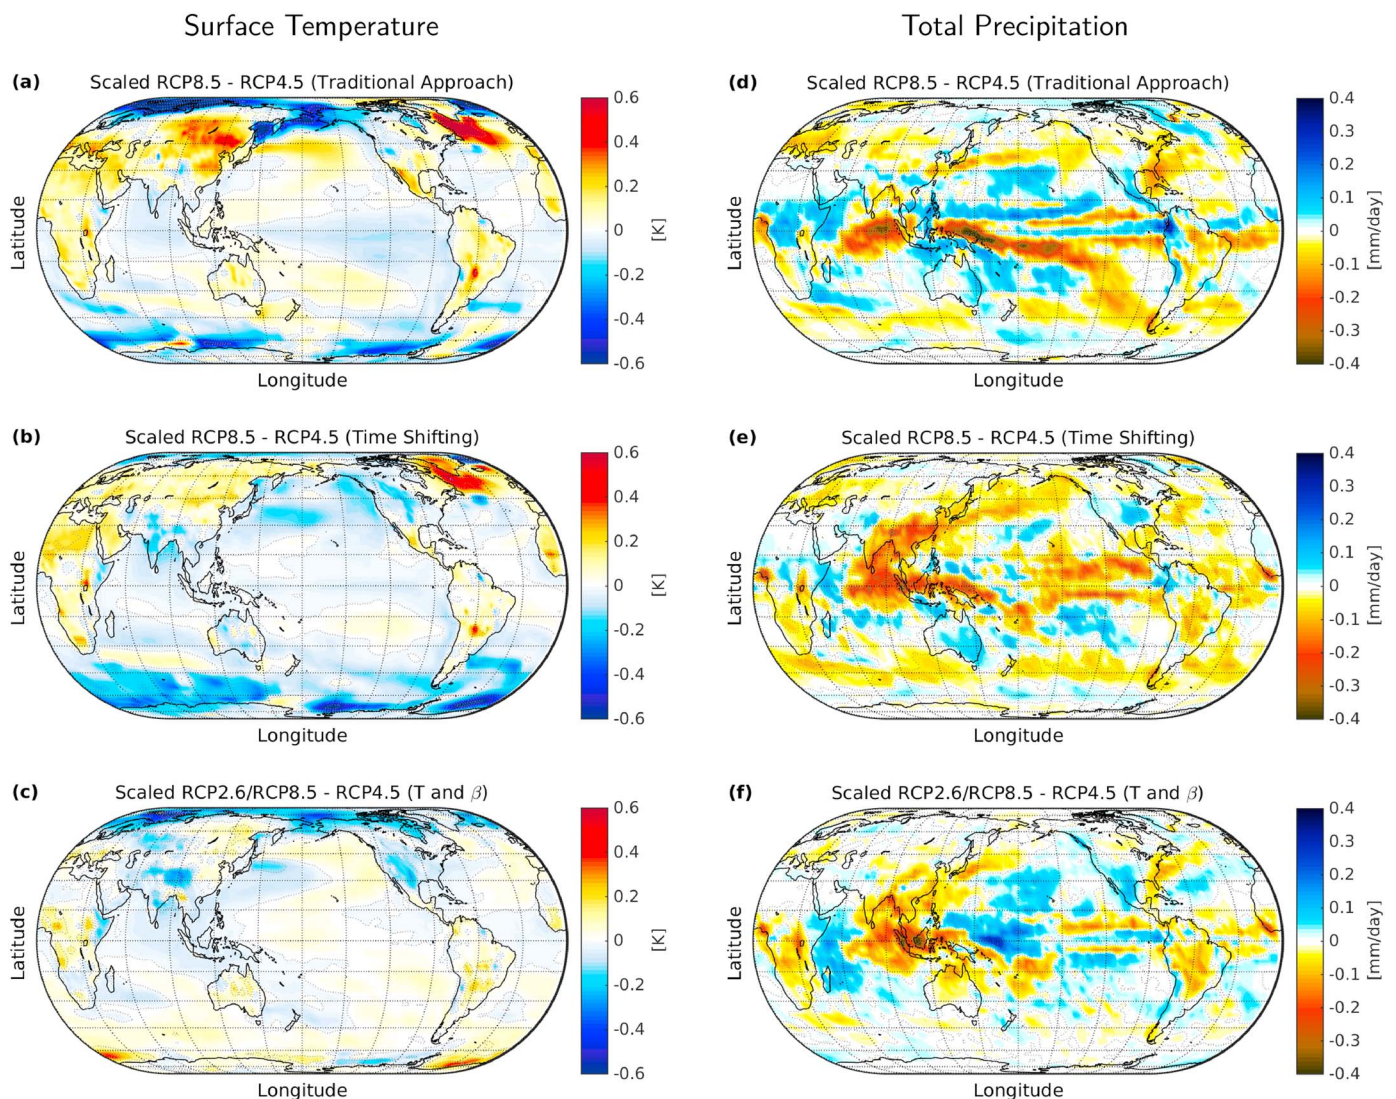 Surface Temperature
Total Precipitation
(a) Scaled RCP8.5 - RCP4.5 (Traditional Approach)
Latitude
Longitude
0.6
0.4
0.2
0
-0.2
-0.4
-0.6
[K]
(d) Scaled RCP8.5 - RCP4.5 (Traditional Approach)
Latitude
Longitude
0.4
0.3
0.2
0.1
0
-0.1
-0.2
-0.3
-0.4
[mm/day]
(b) Scaled RCP8.5 - RCP4.5 (Time Shifting)
Latitude
Longitude
0.6
0.4
0.2
0
-0.2
-0.4
-0.6
[K]
(e) Scaled RCP8.5 - RCP4.5 (Time Shifting)
Latitude
Longitude
0.4
0.3
0.2
0.1
0
-0.1
-0.2
-0.3
-0.4
[mm/day]
(c) Scaled RCP2.6/RCP8.5 - RCP4.5 (T and β)
Latitude
Longitude
0.6
0.4
0.2
0
-0.2
-0.4
-0.6
[K]
(f) Scaled RCP2.6/RCP8.5 - RCP4.5 (T and β)
Latitude
Longitude
0.4
0.3
0.2
0.1
0
-0.1
-0.2
-0.3
-0.4
[mm/day]